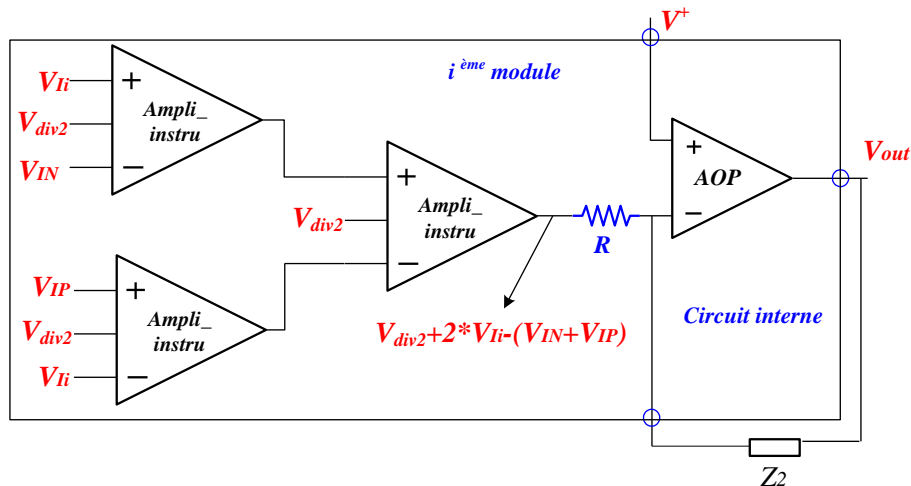 V+
i ème module
VIi
+
Ampli_
instru
Vdiv2
VIN
−
+
Ampli_
instru
Vdiv2
−
R
+
AOP
−
Vout
VIP
+
Ampli_
instru
Vdiv2
VIi
−
Vdiv2+2*VIi-(VIN+VIP)
Circuit interne
Z2